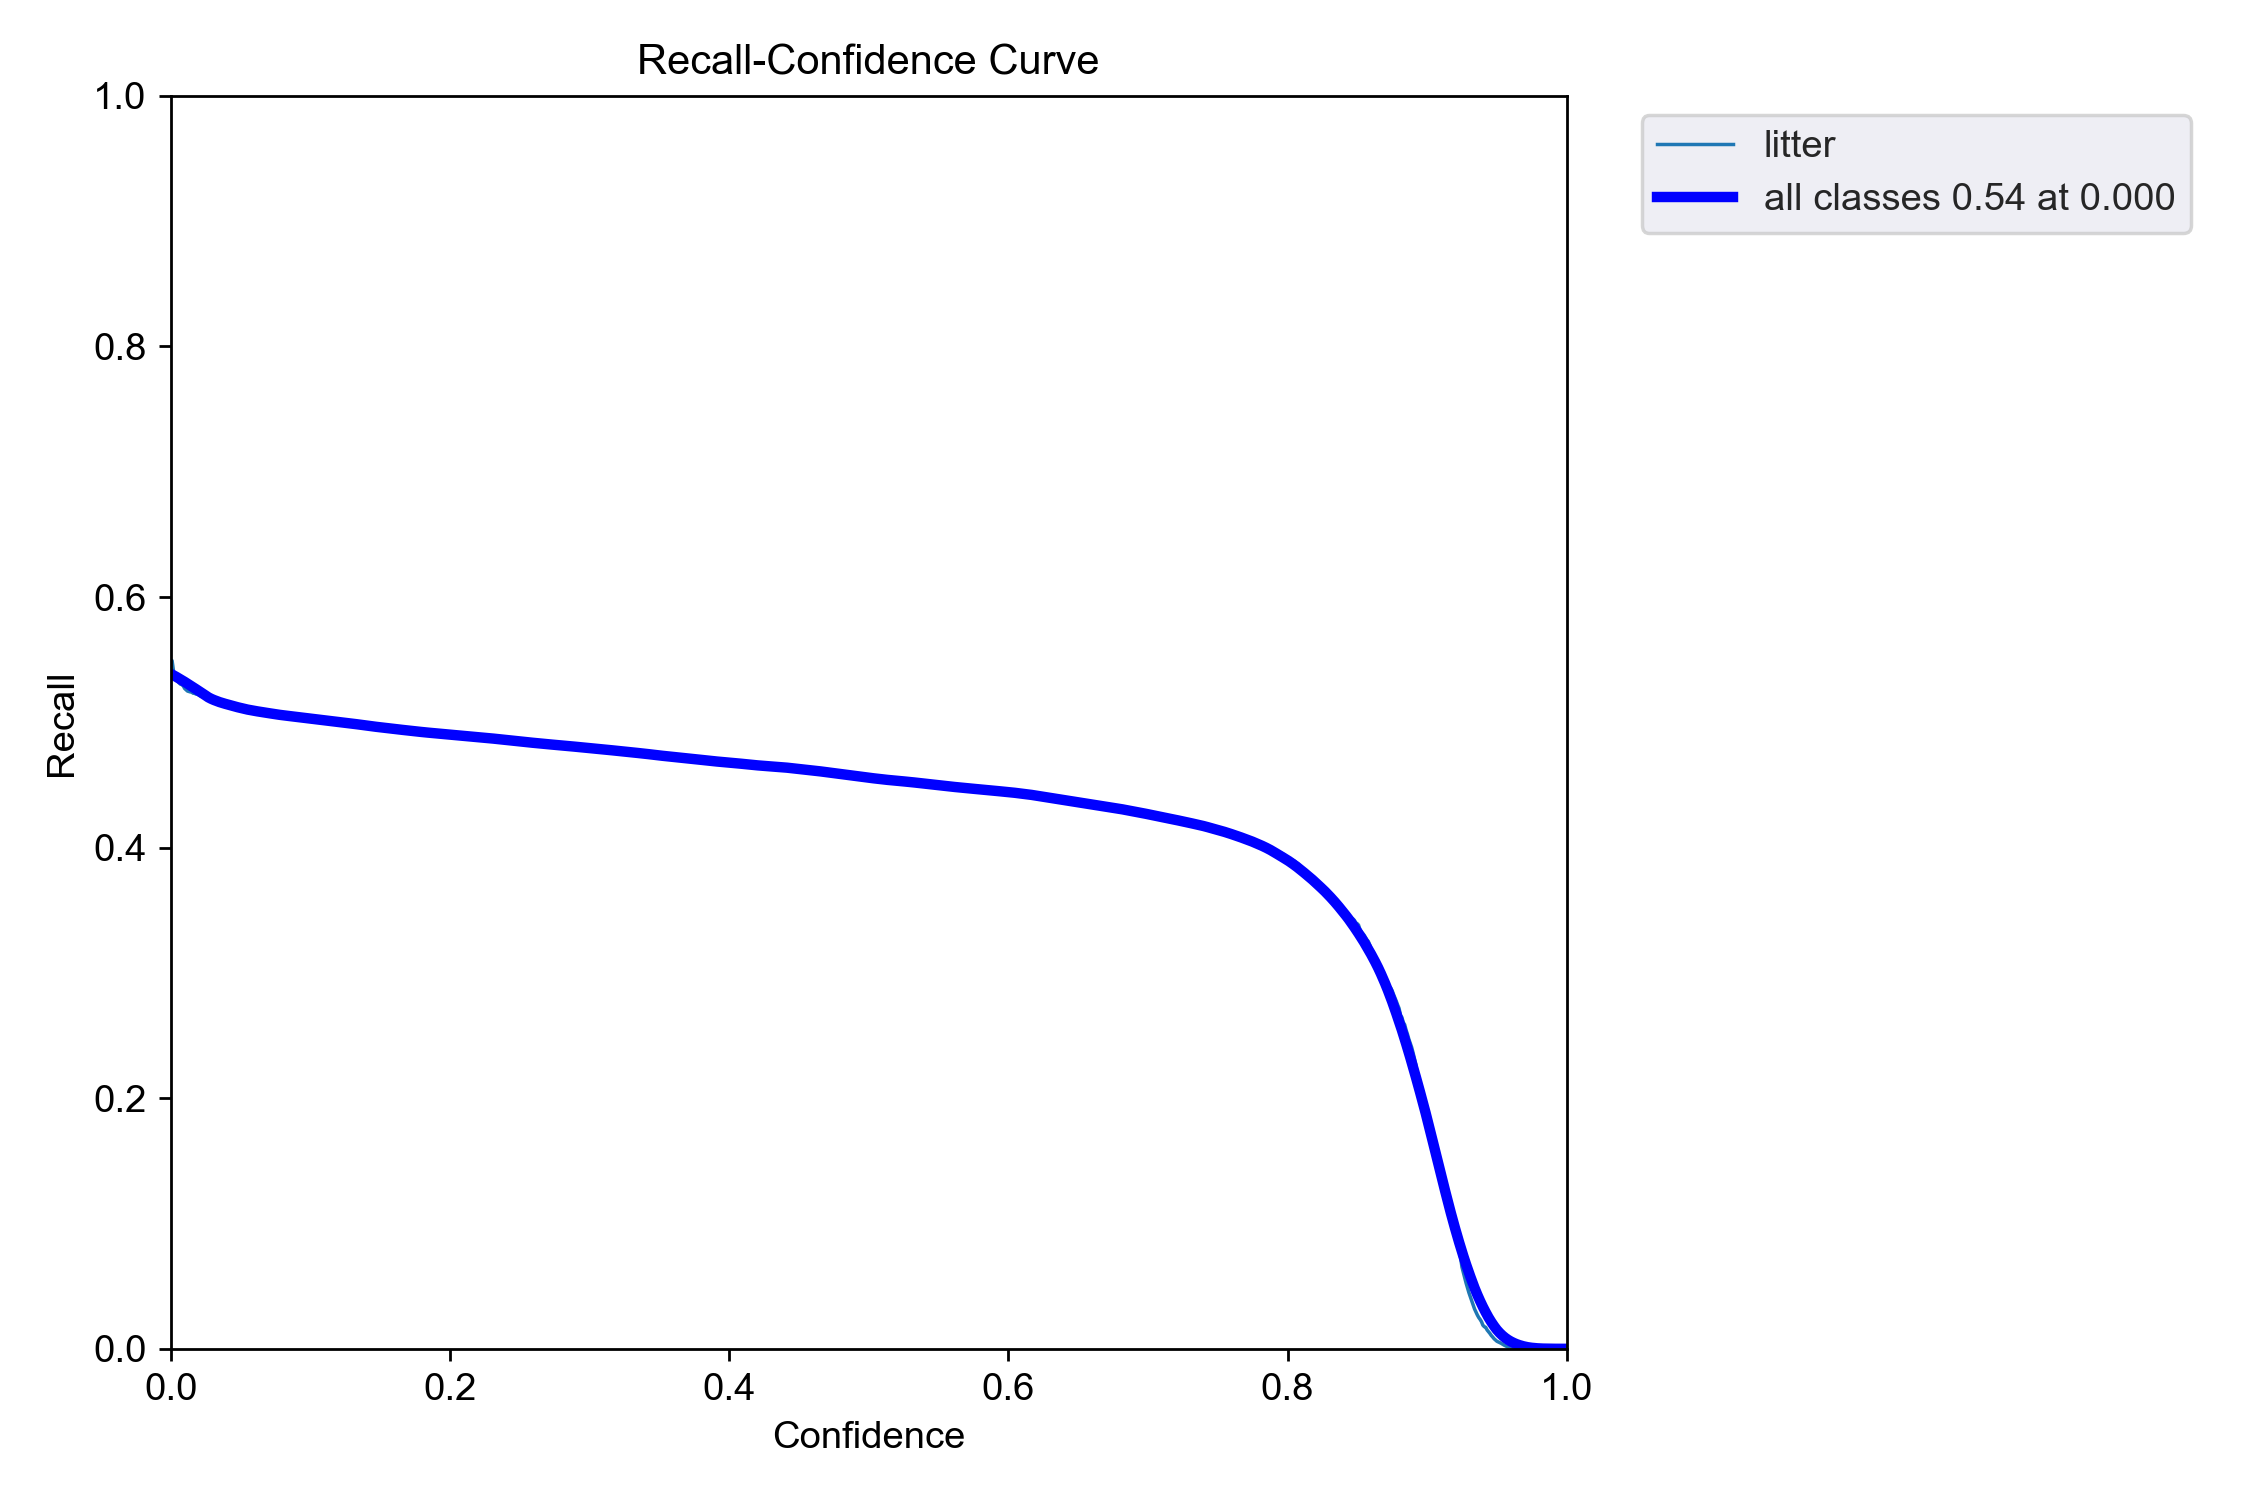 Recall-Confidence Curve
1.0
0.8
0.6
0.4
0.2
0.0
Recall
0.0 0.2 0.4 0.6 0.8 1.0
Confidence
litter
all classes 0.54 at 0.000